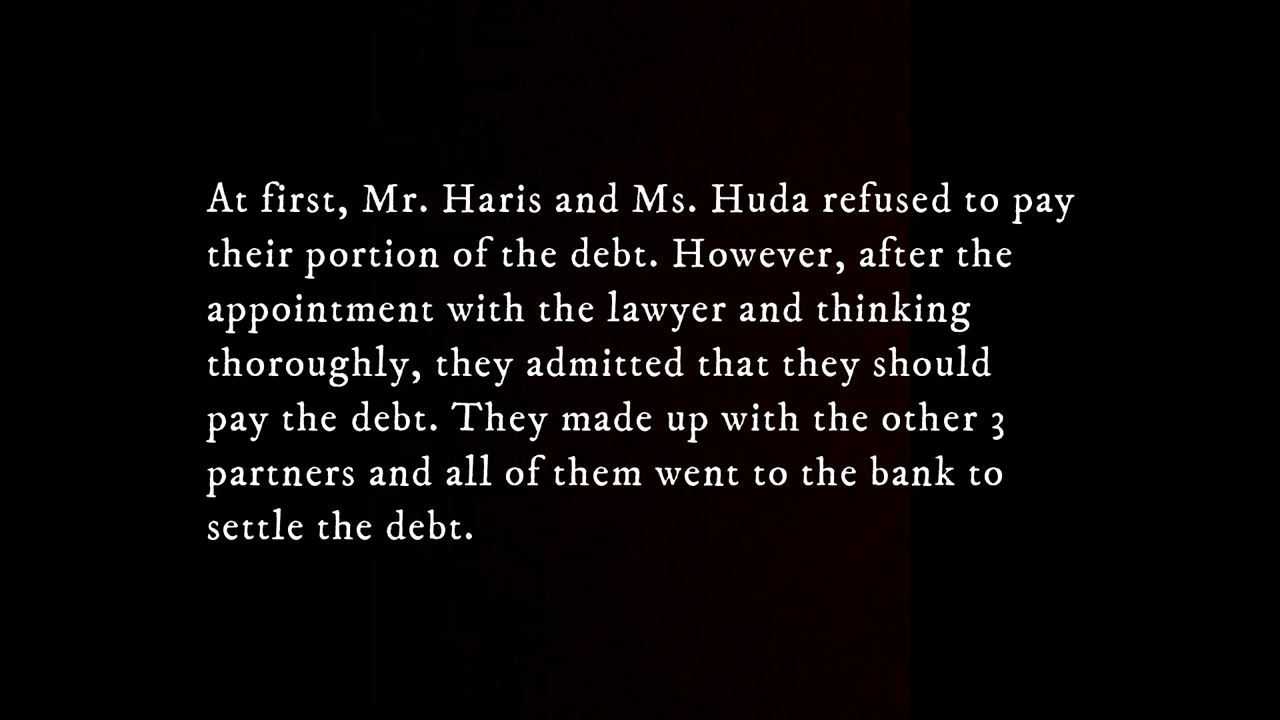 At first, Mr. Haris and Ms. Huda refused to pay
their portion of the debt. However, after the
appointment with the lawyer and thinking
thoroughly, they admitted that they should
pay the debt. They made up with the other 3
partners and all of them went to the bank to
settle the debt.